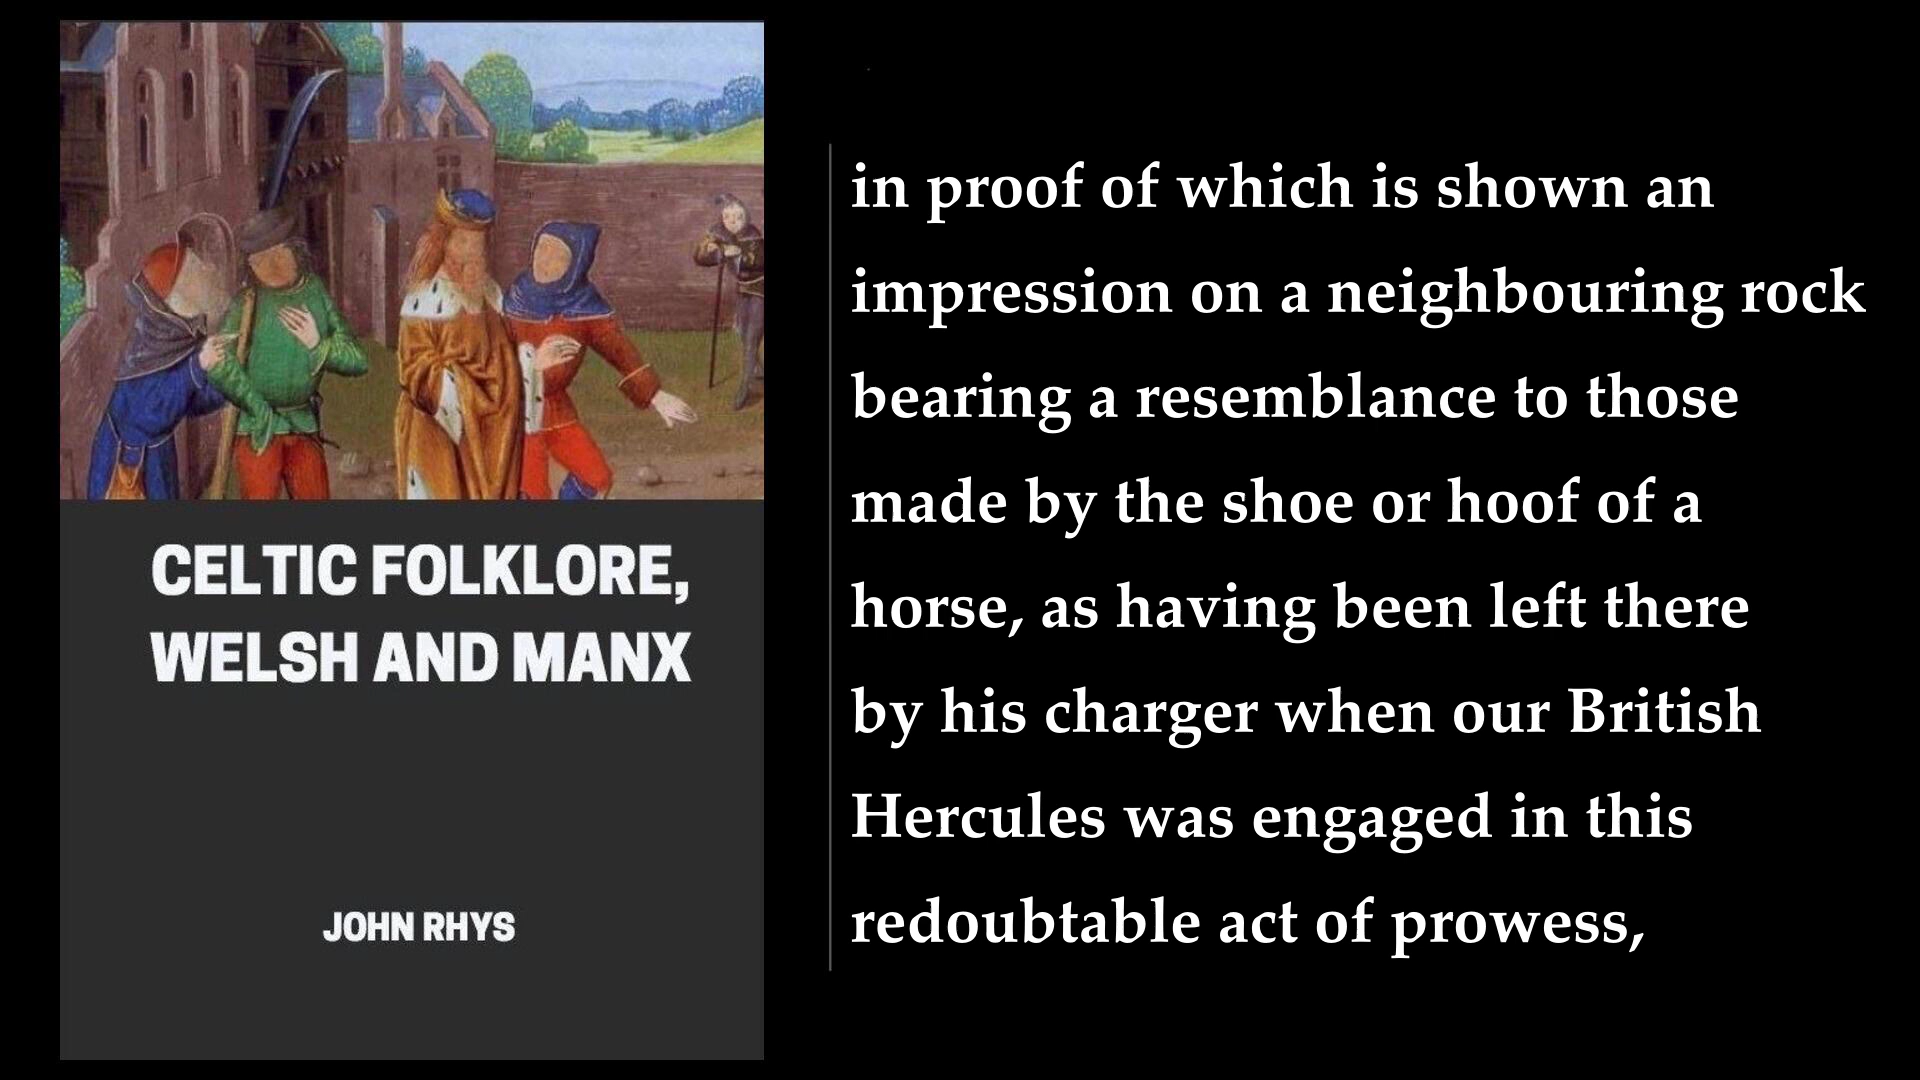 CELTIC FOLKLORE,
WELSH AND MANX
JOHN RHYS
in proof of which is shown an
impression on a neighbouring rock
bearing a resemblance to those
made by the shoe or hoof of a
horse, as having been left there
by his charger when our British
Hercules was engaged in this
redoubtable act of prowess,